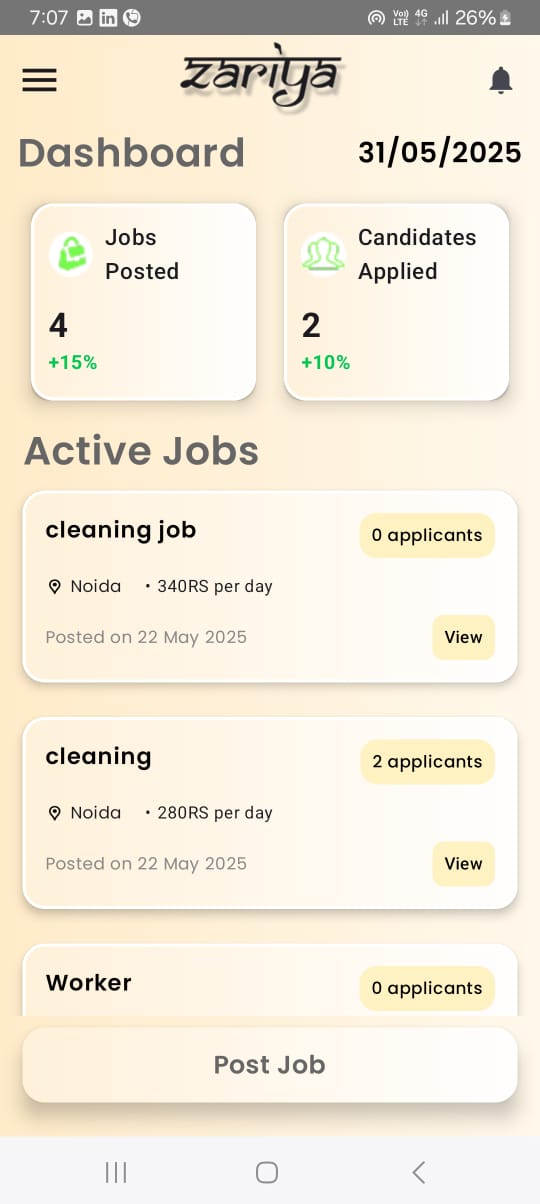 7:07 Vo)) LTE 4G 26%
zariya
Dashboard 31/05/2025
Jobs
Posted
4
+15%
Candidates
Applied
2
+10%
Active Jobs
cleaning job 0 applicants
Noida • 340RS per day
Posted on 22 May 2025 View
cleaning 2 applicants
Noida • 280RS per day
Posted on 22 May 2025 View
Worker 0 applicants
Post Job